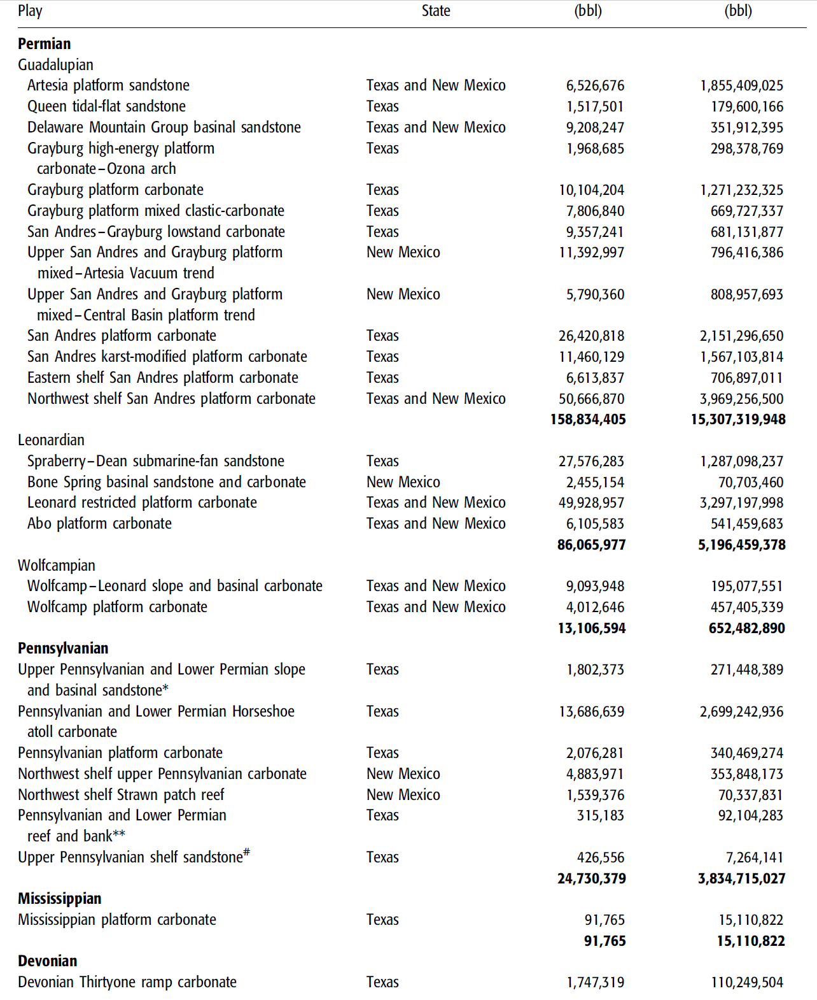 Play State (bbl) (bbl)
Permian
Guadalupian
Artesia platform sandstone Texas and New Mexico 6,526,676 1,855,409,025
Queen tidal-flat sandstone Texas 1,517,501 179,600,166
Delaware Mountain Group basinal sandstone Texas and New Mexico 9,208,247 351,912,395
Grayburg high-energy platform Texas 1,968,685 298,378,769
carbonate–Ozona arch
Grayburg platform carbonate Texas 10,104,204 1,271,232,325
Grayburg platform mixed clastic-carbonate Texas 7,806,840 669,727,337
San Andres–Grayburg lowstand carbonate Texas 9,357,241 681,131,877
Upper San Andres and Grayburg platform New Mexico 11,392,997 796,416,386
mixed–Artesia Vacuum trend
Upper San Andres and Grayburg platform New Mexico 5,790,360 808,957,693
mixed–Central Basin platform trend
San Andres platform carbonate Texas 26,420,818 2,151,296,650
San Andres karst-modified platform carbonate Texas 11,460,129 1,567,103,814
Eastern shelf San Andres platform carbonate Texas 6,613,837 706,897,011
Northwest shelf San Andres platform carbonate Texas and New Mexico 50,666,870 3,969,256,500
158,834,405 15,307,319,948
Leonardian
Spraberry–Dean submarine-fan sandstone Texas 27,576,283 1,287,098,237
Bone Spring basinal sandstone and carbonate New Mexico 2,455,154 70,703,460
Leonard restricted platform carbonate Texas and New Mexico 49,928,957 3,297,197,998
Abo platform carbonate Texas and New Mexico 6,105,583 541,459,683
86,065,977 5,196,459,378
Wolfcampian
Wolfcamp–Leonard slope and basinal carbonate Texas and New Mexico 9,093,948 195,077,551
Wolfcamp platform carbonate Texas and New Mexico 4,012,646 457,405,339
13,106,594 652,482,890
Pennsylvanian
Upper Pennsylvanian and Lower Permian slope Texas 1,802,373 271,448,389
and basinal sandstone*
Pennsylvanian and Lower Permian Horseshoe Texas 13,686,639 2,699,242,936
atoll carbonate
Pennsylvanian platform carbonate Texas 2,076,281 340,469,274
Northwest shelf upper Pennsylvanian carbonate New Mexico 4,883,971 353,848,173
Northwest shelf Strawn patch reef New Mexico 1,539,376 70,337,831
Pennsylvanian and Lower Permian Texas 315,183 92,104,283
reef and bank**
Upper Pennsylvanian shelf sandstone# Texas 426,556 7,264,141
24,730,379 3,834,715,027
Mississippian
Mississippian platform carbonate Texas 91,765 15,110,822
91,765 15,110,822
Devonian
Devonian Thirtyone ramp carbonate Texas 1,747,319 110,249,504